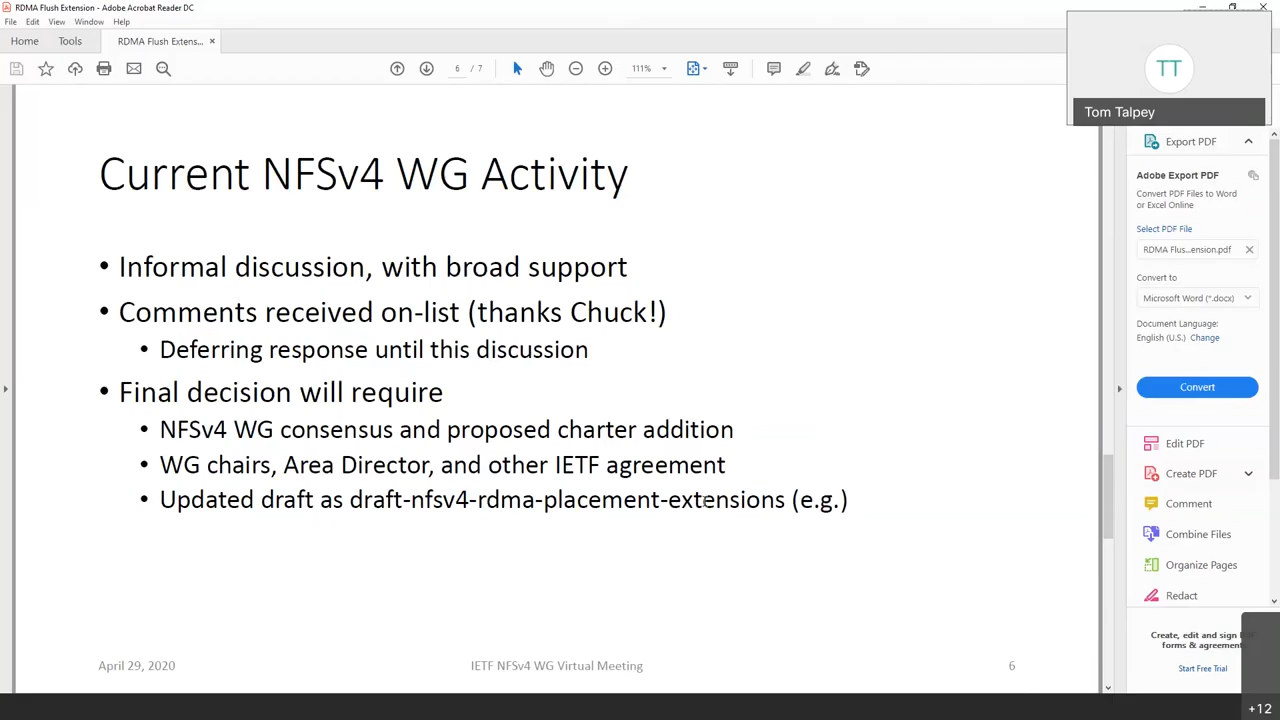 RDMA Flush Extension - Adobe Acrobat Reader DC
File Edit View Window Help
Home Tools RDMA Flush Extens... ×
6 / 7 111%
TT
Tom Talpey
Current NFSv4 WG Activity
• Informal discussion, with broad support
• Comments received on-list (thanks Chuck!)
• Deferring response until this discussion
• Final decision will require
• NFSv4 WG consensus and proposed charter addition
• WG chairs, Area Director, and other IETF agreement
• Updated draft as draft-nfsv4-rdma-placement-extensions (e.g.)
April 29, 2020 IETF NFSv4 WG Virtual Meeting 6
Export PDF
Adobe Export PDF
Convert PDF Files to Word
or Excel Online
Select PDF File
RDMA Flus...ension.pdf
Convert to
Microsoft Word (*.docx)
Document Language:
English (U.S.) Change
Convert
Edit PDF
Create PDF
Comment
Combine Files
Organize Pages
Redact
Create, edit and sign
forms & agreement
Start Free Trial
+12